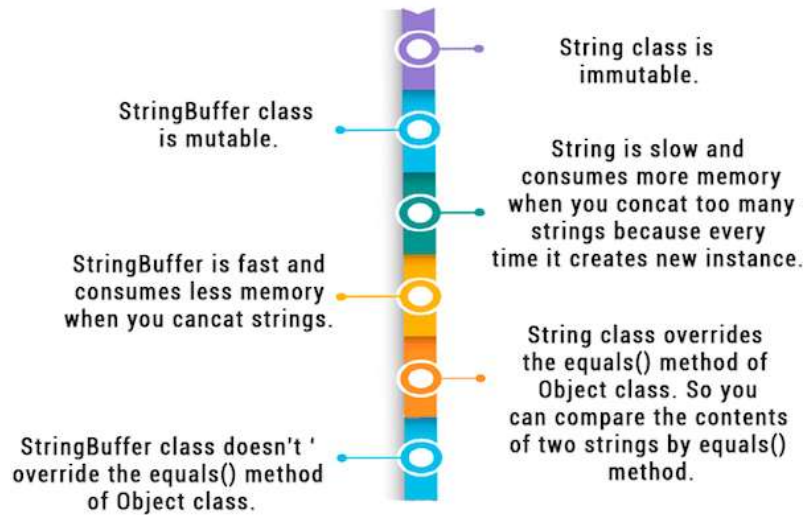 String class is
immutable.
StringBuffer class
is mutable.
String is slow and
consumes more memory
when you concat too many
strings because every
time it creates new instance.
StringBuffer is fast and
consumes less memory
when you cancat strings.
String class overrides
the equals() method of
Object class. So you
can compare the contents
of two strings by equals()
method.
StringBuffer class doesn't '
override the equals() method
of Object class.